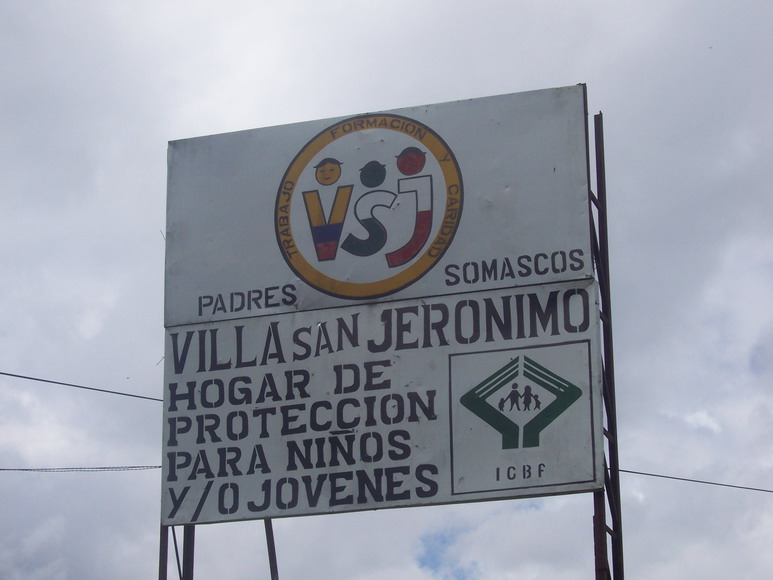 TRABAJO FORMACION Y CARIDAD
VSJ
PADRES SOMASCOS
VILLA SAN JERONIMO
HOGAR DE
PROTECCION
PARA NIÑOS
Y/O JOVENES
ICBF